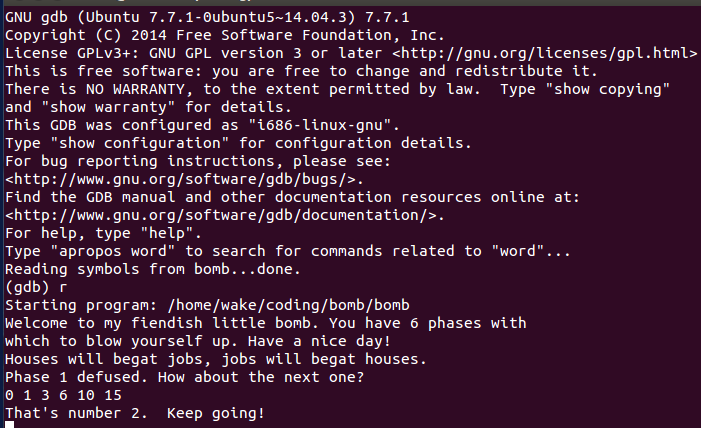 GNU gdb (Ubuntu 7.7.1-0ubuntu5~14.04.3) 7.7.1
Copyright (C) 2014 Free Software Foundation, Inc.
License GPLv3+: GNU GPL version 3 or later <http://gnu.org/licenses/gpl.html>
This is free software: you are free to change and redistribute it.
There is NO WARRANTY, to the extent permitted by law.  Type "show copying"
and "show warranty" for details.
This GDB was configured as "i686-linux-gnu".
Type "show configuration" for configuration details.
For bug reporting instructions, please see:
<http://www.gnu.org/software/gdb/bugs/>.
Find the GDB manual and other documentation resources online at:
<http://www.gnu.org/software/gdb/documentation/>.
For help, type "help".
Type "apropos word" to search for commands related to "word"...
Reading symbols from bomb...done.
(gdb) r
Starting program: /home/wake/coding/bomb/bomb
Welcome to my fiendish little bomb. You have 6 phases with
which to blow yourself up. Have a nice day!
Houses will begat jobs, jobs will begat houses.
Phase 1 defused. How about the next one?
0 1 3 6 10 15
That's number 2.  Keep going!